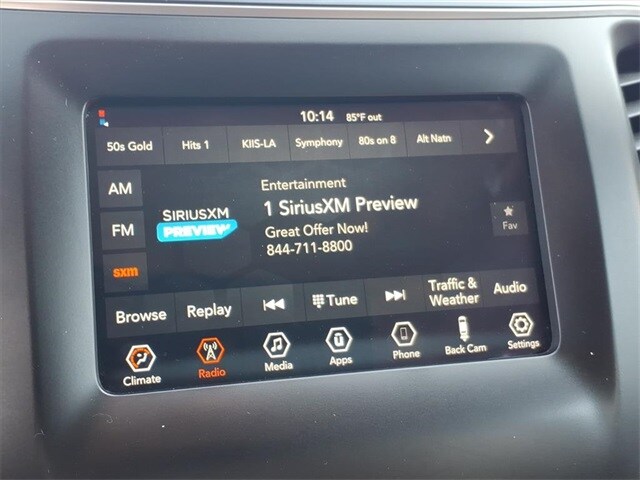 10:14 85°F out
50s Gold Hits 1 KIIS-LA Symphony 80s on 8 Alt Natn
AM
Entertainment
SIRIUSXM
PREVIEW
1 SiriusXM Preview
FM
Great Offer Now!
844-711-8800
Fav
sxm
Browse Replay Tune Traffic &
Weather Audio
Climate Radio Media Apps Phone Back Cam Settings